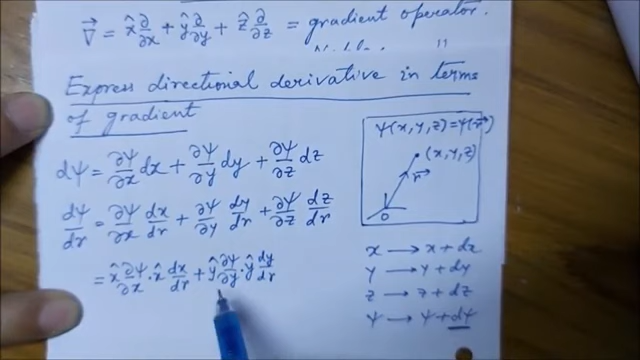 ∇⃗ = x̂ ∂/∂x + ŷ ∂/∂y + ẑ ∂/∂z = gradient operator.
"
Express directional derivative in terms
of gradient
dψ = ∂ψ/∂x dx + ∂ψ/∂y dy + ∂ψ/∂z dz
dψ/dr = ∂ψ/∂x dx/dr + ∂ψ/∂y dy/dr + ∂ψ/∂z dz/dr
= x̂ ∂ψ/∂x · x̂ dx/dr + ŷ ∂ψ/∂y · ŷ dy/dr
ψ(x,y,z) = ψ(r⃗)
(x,y,z)
r⃗
O
x → x+dx
y → y+dy
z → z+dz
ψ → ψ+dψ